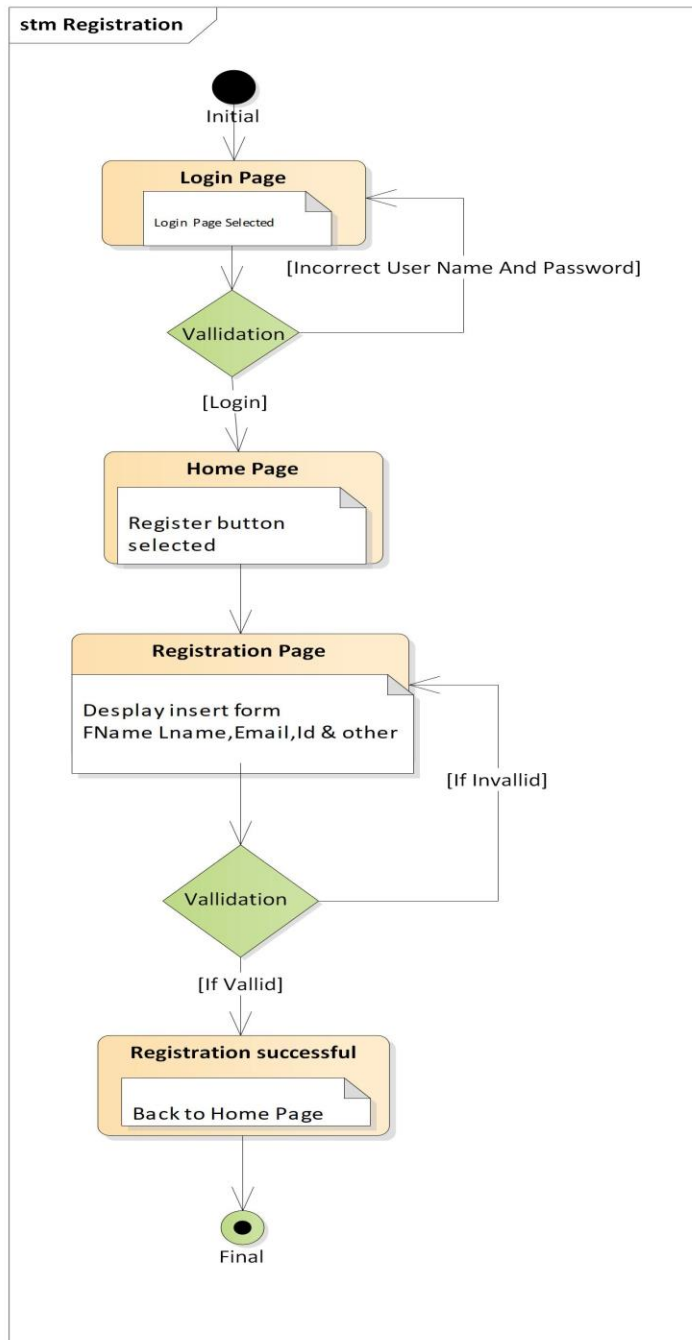 stm Registration
Initial
Login Page
Login Page Selected
[Incorrect User Name And Password]
Vallidation
[Login]
Home Page
Register button
selected
Registration Page
Desplay insert form
FName Lname,Email,Id & other
[If Invallid]
Vallidation
[If Vallid]
Registration successful
Back to Home Page
Final